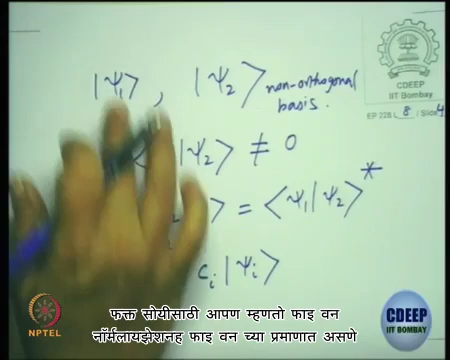 CDEEP
IIT Bombay
EP 228 L 8 / Slide 4
|Ψ₁⟩ , |Ψ₂⟩ non-orthogonal
basis.
|Ψ₂⟩ ≠ 0
⟩ = ⟨Ψ₁|Ψ₂⟩*
cᵢ|Ψᵢ⟩
फक्त सोयीसाठी आपण म्हणतो फाइ वन
नॉर्मलायझेशनह फाइ वन च्या प्रमाणात असणे
NPTEL
CDEEP
IIT BOMBAY